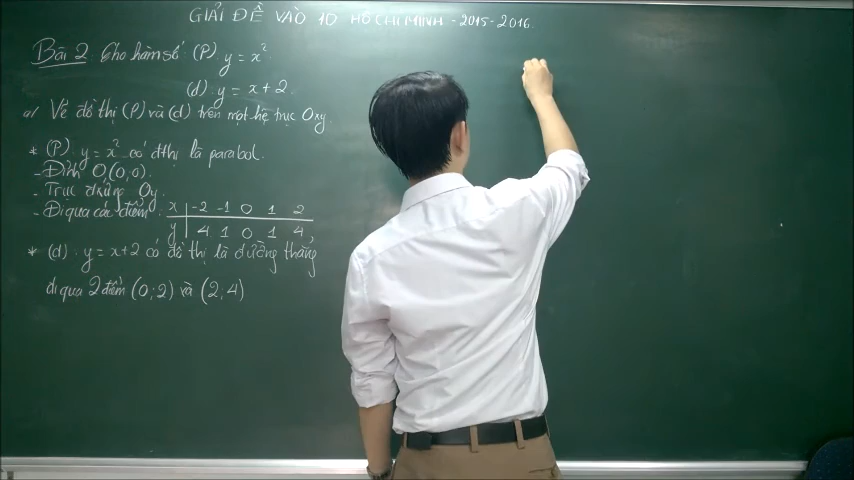 GIẢI ĐỀ VÀO 10 HỒ CHÍ MINH - 2015-2016.
Bài 2 Cho hàm số (P) y = x²
(d): y = x + 2.
a/ Vẽ đồ thị (P) và (d) trên một hệ trục Oxy.
* (P): y = x² có đthị là parabol.
- Đỉnh O(0,0).
- Trục đxứng Oy.
- Đi qua các điểm: x | -2 -1 0 1 2
y | 4 1 0 1 4
* (d): y = x+2 có đồ thị là đường thẳng
đi qua 2 điểm (0;2) và (2,4)